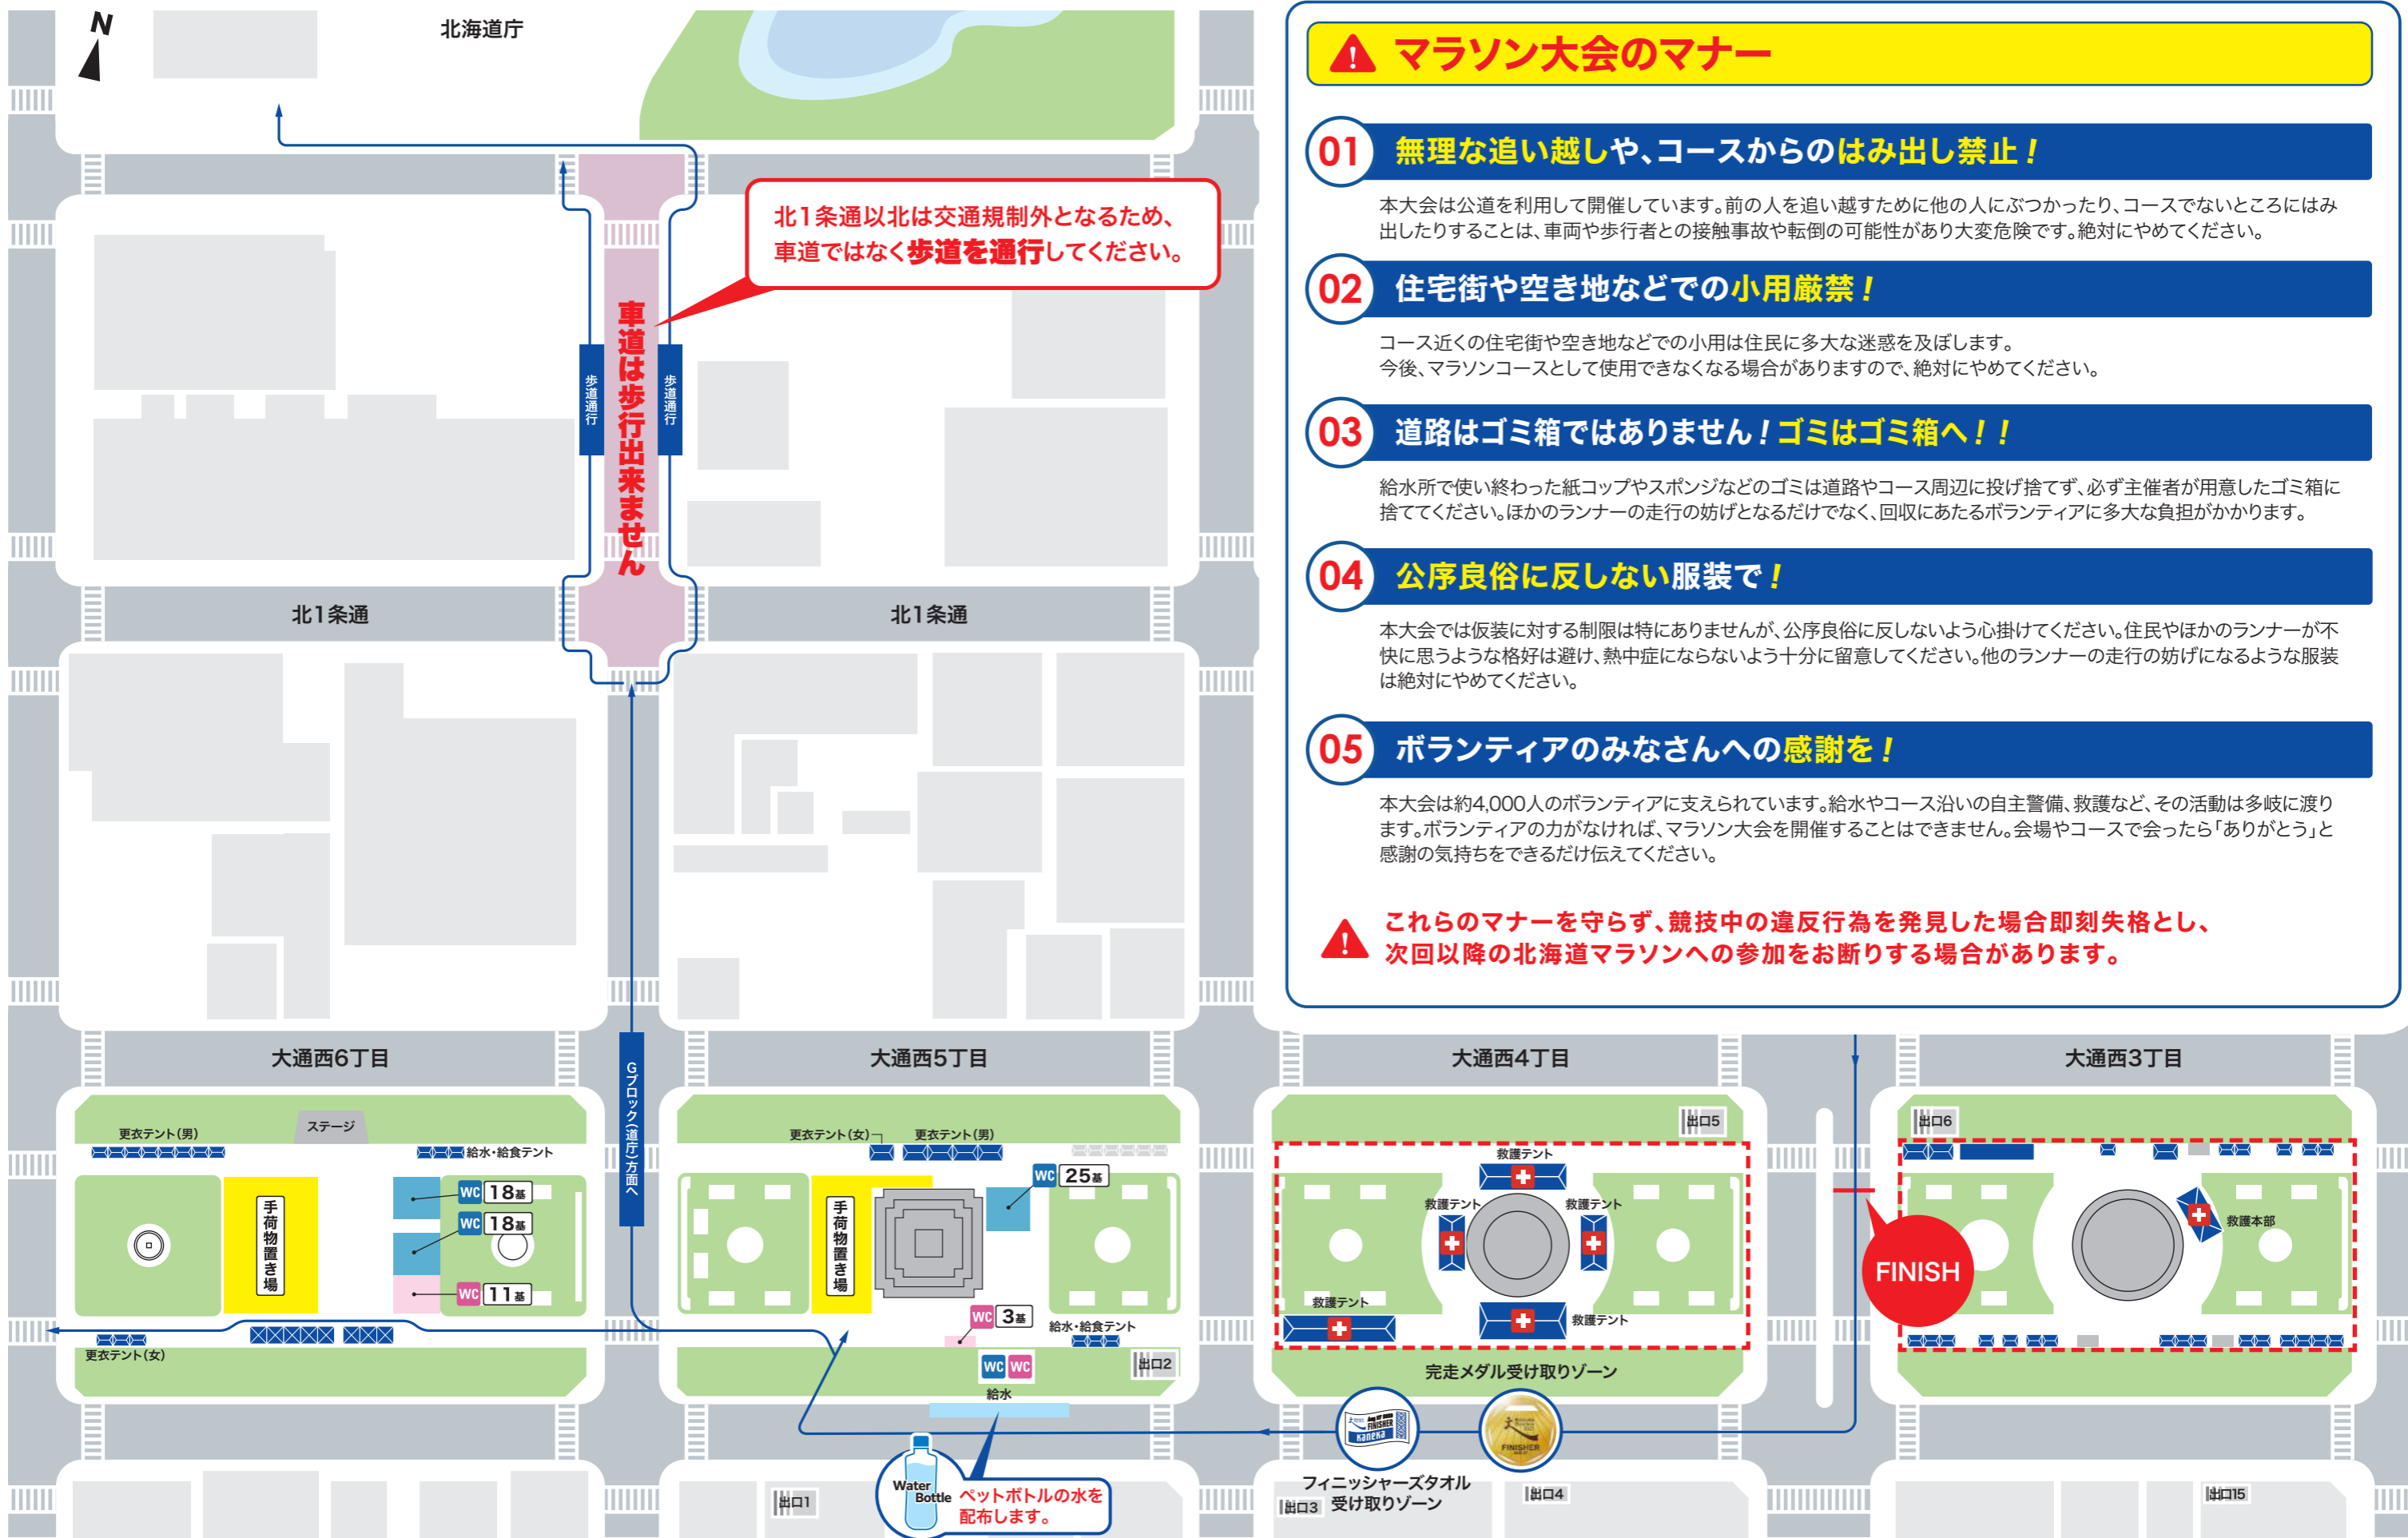 N
北海道庁
北1条通以北は交通規制外となるため、
車道ではなく歩道を通行してください。
車道は歩行出来ません
歩道通行
歩道通行
北1条通
北1条通
Gブロック(道庁)方面へ
マラソン大会のマナー
01 無理な追い越しや、コースからのはみ出し禁止!
本大会は公道を利用して開催しています。前の人を追い越すために他の人にぶつかったり、コースでないところにはみ
出したりすることは、車両や歩行者との接触事故や転倒の可能性があり大変危険です。絶対にやめてください。
02 住宅街や空き地などでの小用厳禁!
コース近くの住宅街や空き地などでの小用は住民に多大な迷惑を及ぼします。
今後、マラソンコースとして使用できなくなる場合がありますので、絶対にやめてください。
03 道路はゴミ箱ではありません!ゴミはゴミ箱へ!!
給水所で使い終わった紙コップやスポンジなどのゴミは道路やコース周辺に投げ捨てず、必ず主催者が用意したゴミ箱に
捨ててください。ほかのランナーの走行の妨げとなるだけでなく、回収にあたるボランティアに多大な負担がかかります。
04 公序良俗に反しない服装で!
本大会では仮装に対する制限は特にありませんが、公序良俗に反しないよう心掛けてください。住民やほかのランナーが不
快に思うような格好は避け、熱中症にならないよう十分に留意してください。他のランナーの走行の妨げになるような服装
は絶対にやめてください。
05 ボランティアのみなさんへの感謝を!
本大会は約4,000人のボランティアに支えられています。給水やコース沿いの自主警備、救護など、その活動は多岐に渡り
ます。ボランティアの力がなければ、マラソン大会を開催することはできません。会場やコースで会ったら「ありがとう」と
感謝の気持ちをできるだけ伝えてください。
これらのマナーを守らず、競技中の違反行為を発見した場合即刻失格とし、
次回以降の北海道マラソンへの参加をお断りする場合があります。
大通西6丁目
大通西5丁目
大通西4丁目
大通西3丁目
更衣テント(男)
ステージ
給水・給食テント
手荷物置き場
WC 18基
WC 18基
WC 11基
更衣テント(女)
更衣テント(女)
更衣テント(男)
WC 25基
手荷物置き場
WC 3基
給水・給食テント
WC WC
給水
出口2
出口5
救護テント
救護テント
救護テント
救護テント
救護テント
完走メダル受け取りゾーン
出口6
救護本部
FINISH
FINISHER
Kaneka
FINISHER
フィニッシャーズタオル
受け取りゾーン
Water
Bottle
ペットボトルの水を
配布します。
出口1
出口3
出口4
出口15